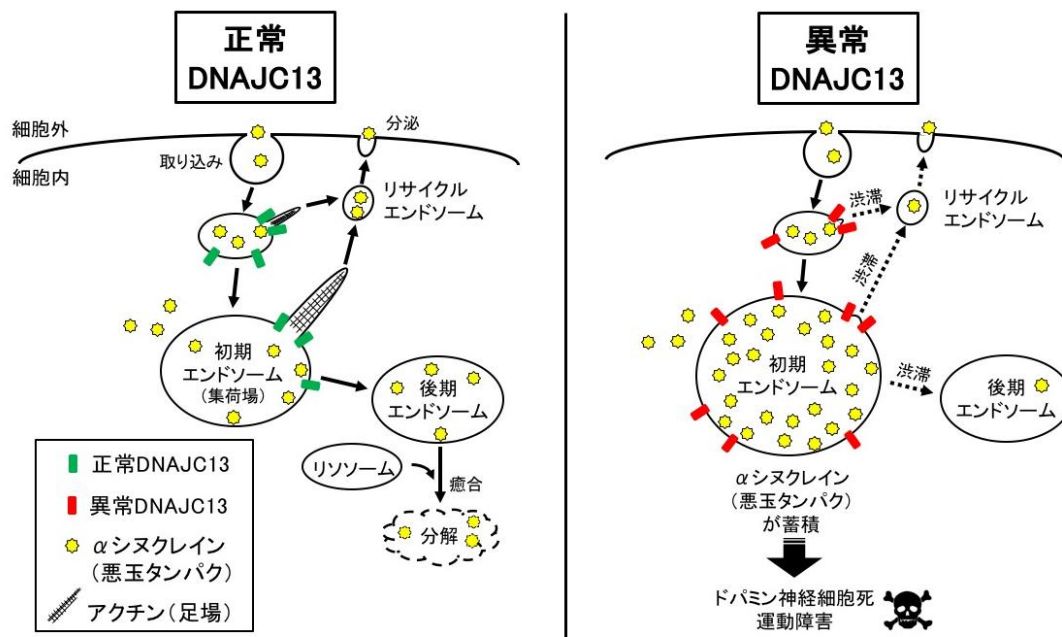 正常
DNAJC13
細胞外
細胞内
取り込み
分泌
リサイクル
エンドソーム
初期
エンドソーム
(集荷場)
後期
エンドソーム
リソソーム
癒合
分解
正常DNAJC13
異常DNAJC13
αシヌクレイン
(悪玉タンパク)
アクチン(足場)
異常
DNAJC13
渋滞
リサイクル
エンドソーム
渋滞
初期
エンドソーム
渋滞
後期
エンドソーム
αシヌクレイン
(悪玉タンパク)
が蓄積
ドパミン神経細胞死
運動障害